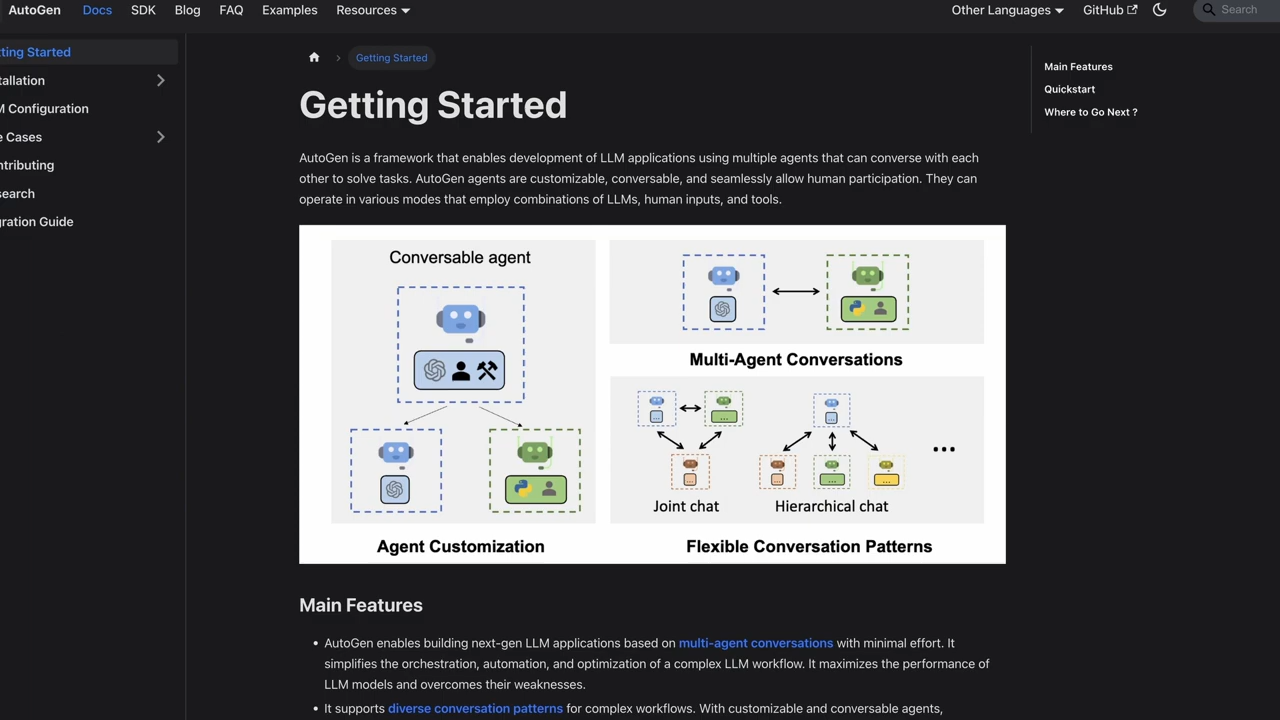 AutoGen Docs SDK Blog FAQ Examples Resources Other Languages GitHub Search
ting Started
tallation
M Configuration
e Cases
ntributing
search
gration Guide
Getting Started
Main Features
Quickstart
Where to Go Next ?
Getting Started
AutoGen is a framework that enables development of LLM applications using multiple agents that can converse with each
other to solve tasks. AutoGen agents are customizable, conversable, and seamlessly allow human participation. They can
operate in various modes that employ combinations of LLMs, human inputs, and tools.
Conversable agent
Agent Customization
Multi-Agent Conversations
Joint chat
Hierarchical chat
Flexible Conversation Patterns
Main Features
• AutoGen enables building next-gen LLM applications based on multi-agent conversations with minimal effort. It
simplifies the orchestration, automation, and optimization of a complex LLM workflow. It maximizes the performance of
LLM models and overcomes their weaknesses.
• It supports diverse conversation patterns for complex workflows. With customizable and conversable agents,